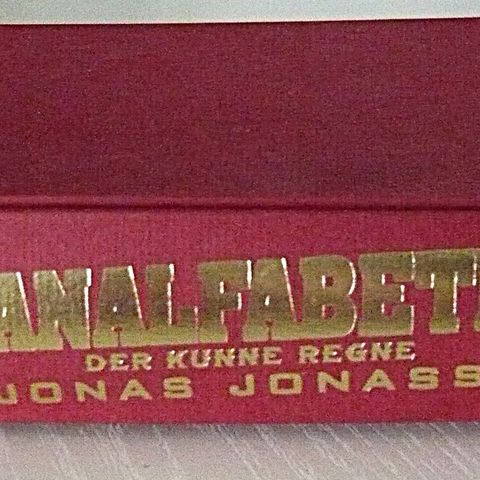 ANALFABET
DER KUNNE REGNE
JONAS JONASS